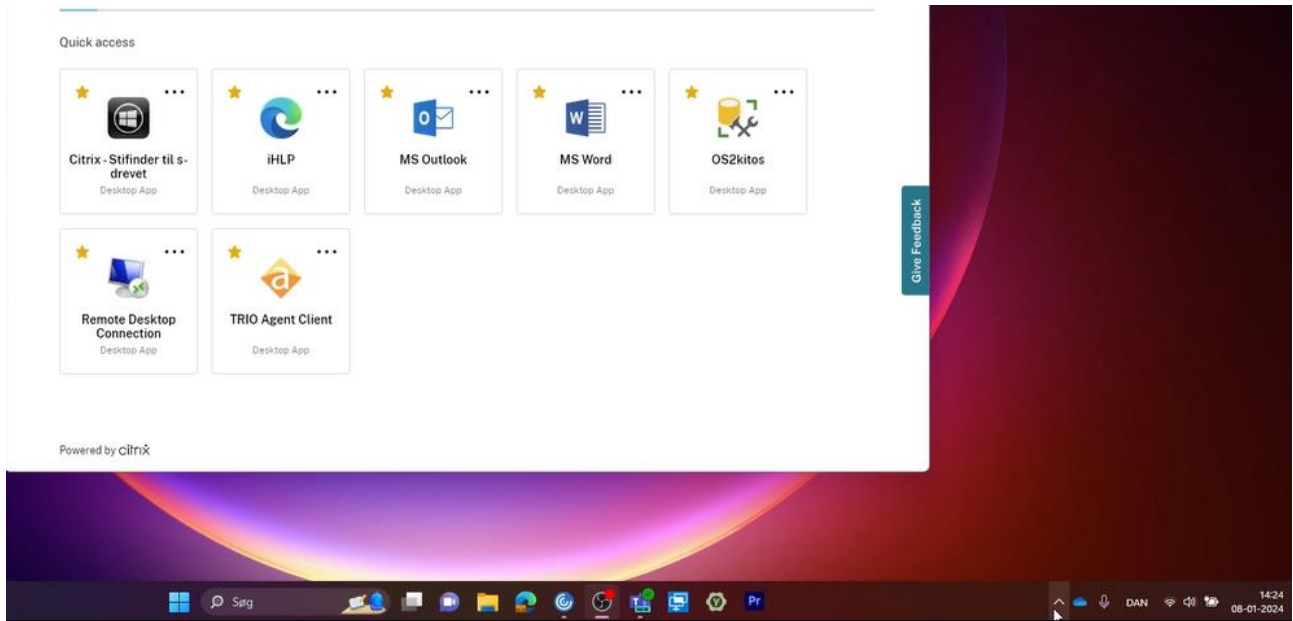 Quick access
Citrix - Stifinder til s-
drevet
Desktop App
iHLP
Desktop App
MS Outlook
Desktop App
MS Word
Desktop App
OS2kitos
Desktop App
Remote Desktop
Connection
Desktop App
TRIO Agent Client
Desktop App
Give Feedback
Powered by citrix
Søg
Pr
DAN
14:24
08-01-2024